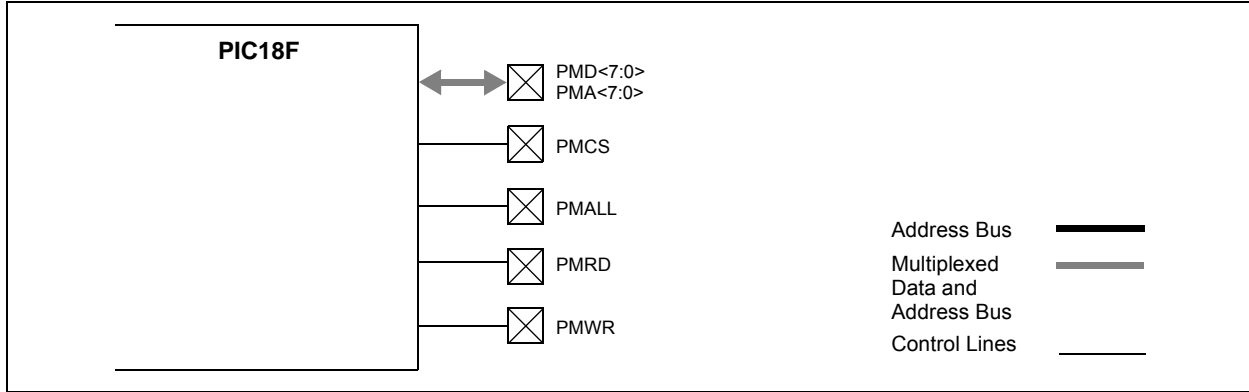 PIC18F
PMD<7:0>
PMA<7:0>
PMCS
PMALL
PMRD
PMWR
Address Bus
Multiplexed
Data and
Address Bus
Control Lines